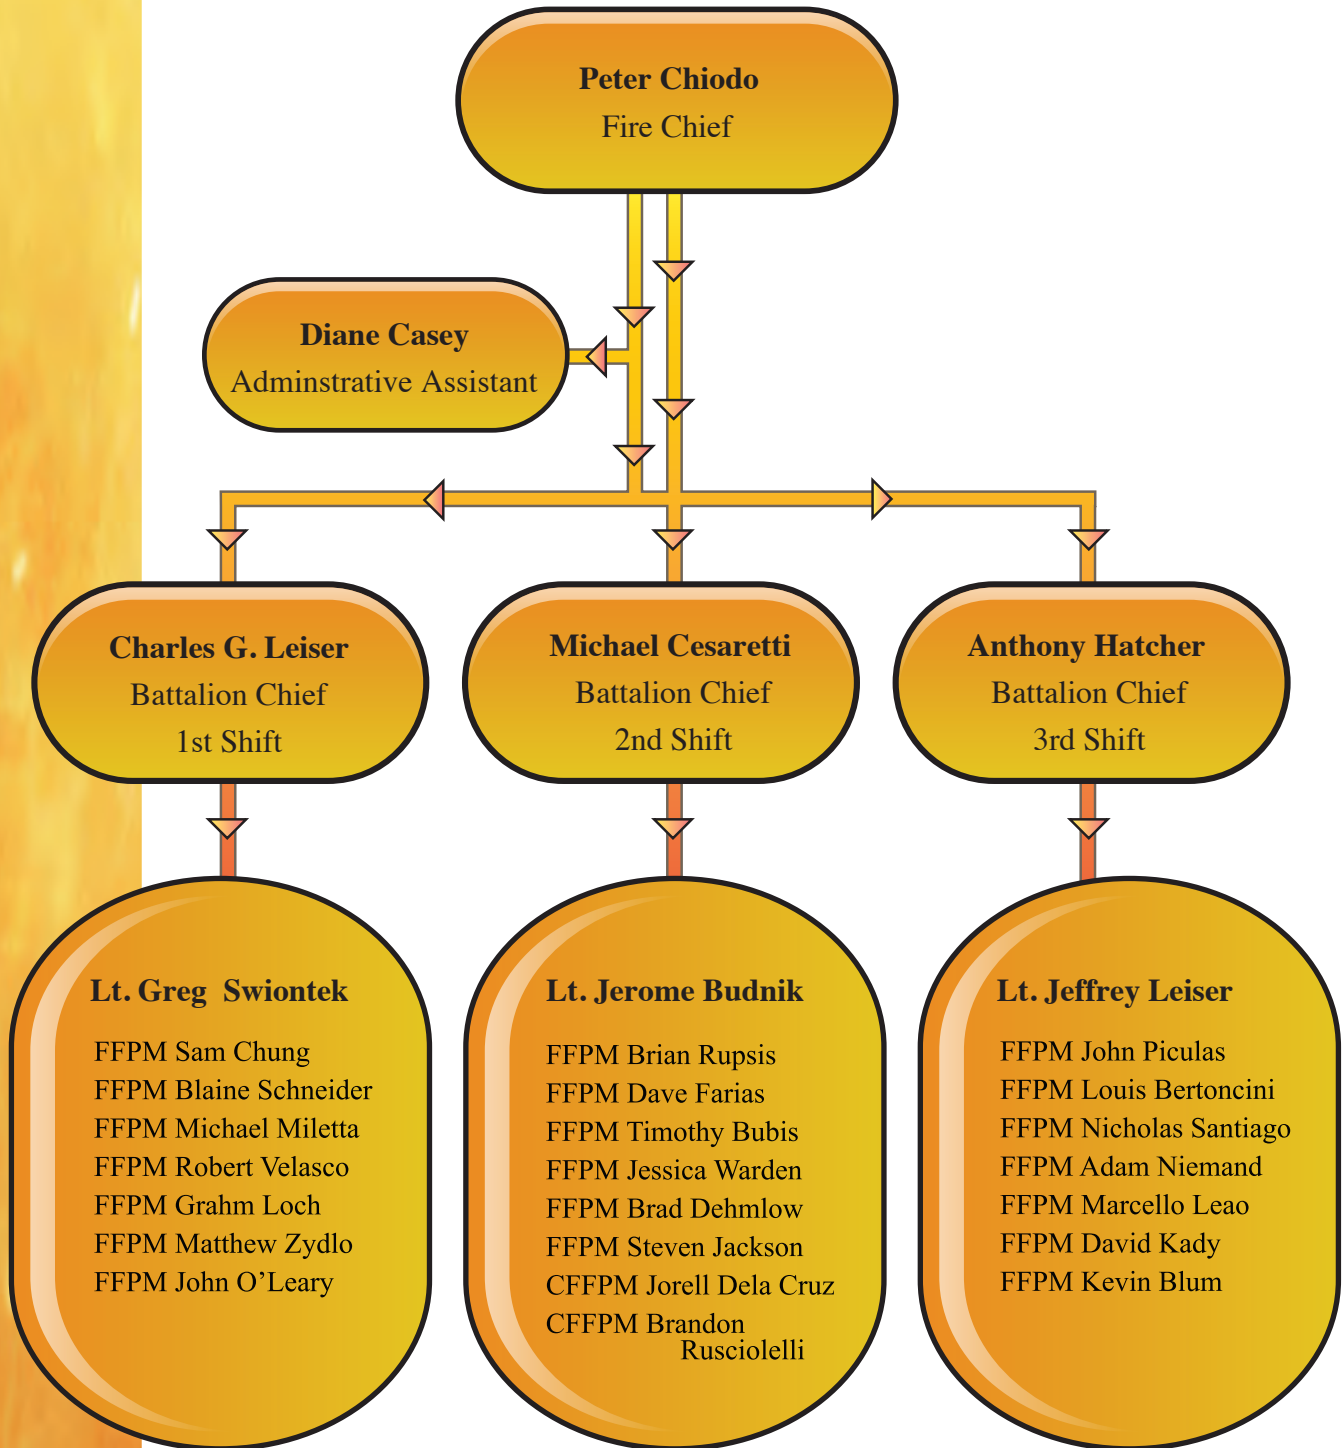 Peter Chiodo
Fire Chief
Diane Casey
Adminstrative Assistant
Charles G. Leiser
Battalion Chief
1st Shift
Michael Cesaretti
Battalion Chief
2nd Shift
Anthony Hatcher
Battalion Chief
3rd Shift
Lt. Greg  Swiontek
FFPM Sam Chung
FFPM Blaine Schneider
FFPM Michael Miletta
FFPM Robert Velasco
FFPM Grahm Loch
FFPM Matthew Zydlo
FFPM John O’Leary
Lt. Jerome Budnik
FFPM Brian Rupsis
FFPM Dave Farias
FFPM Timothy Bubis
FFPM Jessica Warden
FFPM Brad Dehmlow
FFPM Steven Jackson
CFFPM Jorell Dela Cruz
CFFPM Brandon
Rusciolelli
Lt. Jeffrey Leiser
FFPM John Piculas
FFPM Louis Bertoncini
FFPM Nicholas Santiago
FFPM Adam Niemand
FFPM Marcello Leao
FFPM David Kady
FFPM Kevin Blum